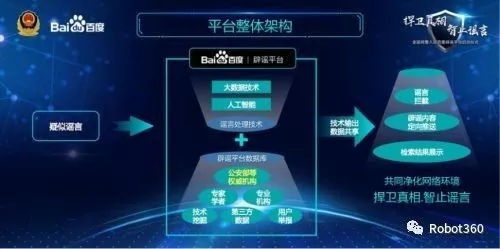 Bai百度
平台整体架构
捍卫真相 智止谣言
Bai百度 辟谣平台
大数据技术
人工智能
谣言处理技术
疑似谣言
技术输出
数据共享
谣言
拦截
辟谣内容
定向推送
检索结果展示
辟谣平台数据库
公安部等
权威机构
专家
学者
专业
机构
技术
挖掘
第三方
数据
用户
举报
共同净化网络环境
捍卫真相.智止谣言
Robot360